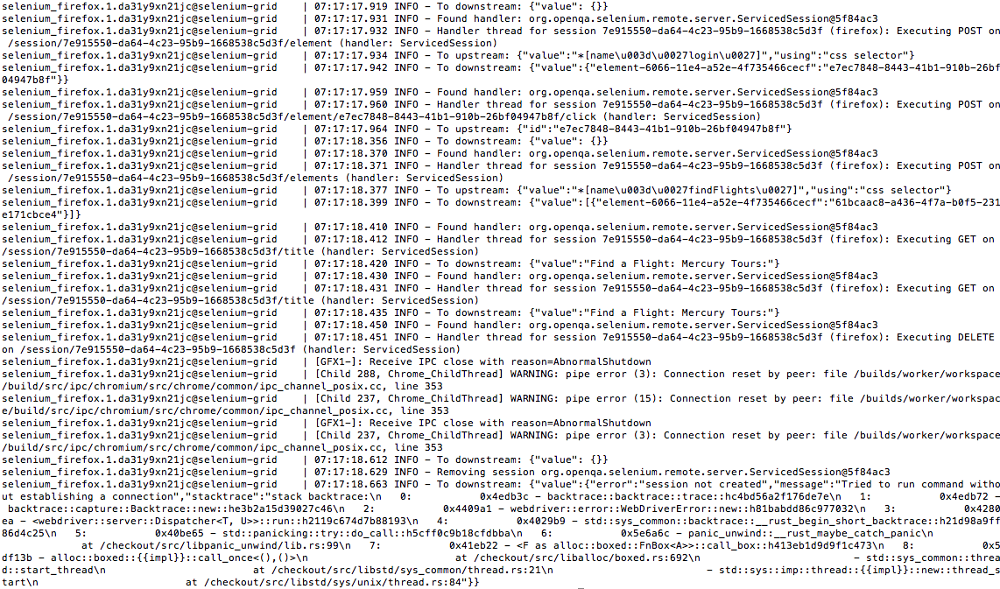 selenium_firefox.1.da31y9xn21jc@selenium-grid    | 07:17:17.919 INFO - To downstream: {"value": {}}
selenium_firefox.1.da31y9xn21jc@selenium-grid    | 07:17:17.931 INFO - Found handler: org.openqa.selenium.remote.server.ServicedSession@5f84ac3
selenium_firefox.1.da31y9xn21jc@selenium-grid    | 07:17:17.932 INFO - Handler thread for session 7e915550-da64-4c23-95b9-1668538c5d3f (firefox): Executing POST on
 /session/7e915550-da64-4c23-95b9-1668538c5d3f/element (handler: ServicedSession)
selenium_firefox.1.da31y9xn21jc@selenium-grid    | 07:17:17.934 INFO - To upstream: {"value":"*[name\u003d\u0027login\u0027]","using":"css selector"}
selenium_firefox.1.da31y9xn21jc@selenium-grid    | 07:17:17.942 INFO - To downstream: {"value":{"element-6066-11e4-a52e-4f735466cecf":"e7ec7848-8443-41b1-910b-26bf
04947b8f"}}
selenium_firefox.1.da31y9xn21jc@selenium-grid    | 07:17:17.959 INFO - Found handler: org.openqa.selenium.remote.server.ServicedSession@5f84ac3
selenium_firefox.1.da31y9xn21jc@selenium-grid    | 07:17:17.960 INFO - Handler thread for session 7e915550-da64-4c23-95b9-1668538c5d3f (firefox): Executing POST on
 /session/7e915550-da64-4c23-95b9-1668538c5d3f/element/e7ec7848-8443-41b1-910b-26bf04947b8f/click (handler: ServicedSession)
selenium_firefox.1.da31y9xn21jc@selenium-grid    | 07:17:17.964 INFO - To upstream: {"id":"e7ec7848-8443-41b1-910b-26bf04947b8f"}
selenium_firefox.1.da31y9xn21jc@selenium-grid    | 07:17:18.356 INFO - To downstream: {"value": {}}
selenium_firefox.1.da31y9xn21jc@selenium-grid    | 07:17:18.370 INFO - Found handler: org.openqa.selenium.remote.server.ServicedSession@5f84ac3
selenium_firefox.1.da31y9xn21jc@selenium-grid    | 07:17:18.371 INFO - Handler thread for session 7e915550-da64-4c23-95b9-1668538c5d3f (firefox): Executing POST on
 /session/7e915550-da64-4c23-95b9-1668538c5d3f/elements (handler: ServicedSession)
selenium_firefox.1.da31y9xn21jc@selenium-grid    | 07:17:18.377 INFO - To upstream: {"value":"*[name\u003d\u0027findFlights\u0027]","using":"css selector"}
selenium_firefox.1.da31y9xn21jc@selenium-grid    | 07:17:18.399 INFO - To downstream: {"value":[{"element-6066-11e4-a52e-4f735466cecf":"61bcaac8-a436-4f7a-b0f5-231
e171cbce4"}]}
selenium_firefox.1.da31y9xn21jc@selenium-grid    | 07:17:18.410 INFO - Found handler: org.openqa.selenium.remote.server.ServicedSession@5f84ac3
selenium_firefox.1.da31y9xn21jc@selenium-grid    | 07:17:18.412 INFO - Handler thread for session 7e915550-da64-4c23-95b9-1668538c5d3f (firefox): Executing GET on
/session/7e915550-da64-4c23-95b9-1668538c5d3f/title (handler: ServicedSession)
selenium_firefox.1.da31y9xn21jc@selenium-grid    | 07:17:18.420 INFO - To downstream: {"value":"Find a Flight: Mercury Tours:"}
selenium_firefox.1.da31y9xn21jc@selenium-grid    | 07:17:18.430 INFO - Found handler: org.openqa.selenium.remote.server.ServicedSession@5f84ac3
selenium_firefox.1.da31y9xn21jc@selenium-grid    | 07:17:18.431 INFO - Handler thread for session 7e915550-da64-4c23-95b9-1668538c5d3f (firefox): Executing GET on
/session/7e915550-da64-4c23-95b9-1668538c5d3f/title (handler: ServicedSession)
selenium_firefox.1.da31y9xn21jc@selenium-grid    | 07:17:18.435 INFO - To downstream: {"value":"Find a Flight: Mercury Tours:"}
selenium_firefox.1.da31y9xn21jc@selenium-grid    | 07:17:18.450 INFO - Found handler: org.openqa.selenium.remote.server.ServicedSession@5f84ac3
selenium_firefox.1.da31y9xn21jc@selenium-grid    | 07:17:18.451 INFO - Handler thread for session 7e915550-da64-4c23-95b9-1668538c5d3f (firefox): Executing DELETE
on /session/7e915550-da64-4c23-95b9-1668538c5d3f (handler: ServicedSession)
selenium_firefox.1.da31y9xn21jc@selenium-grid    | [GFX1-]: Receive IPC close with reason=AbnormalShutdown
selenium_firefox.1.da31y9xn21jc@selenium-grid    | [Child 288, Chrome_ChildThread] WARNING: pipe error (3): Connection reset by peer: file /builds/worker/workspace
/build/src/ipc/chromium/src/chrome/common/ipc_channel_posix.cc, line 353
selenium_firefox.1.da31y9xn21jc@selenium-grid    | [Child 237, Chrome_ChildThread] WARNING: pipe error (15): Connection reset by peer: file /builds/worker/workspac
e/build/src/ipc/chromium/src/chrome/common/ipc_channel_posix.cc, line 353
selenium_firefox.1.da31y9xn21jc@selenium-grid    | [GFX1-]: Receive IPC close with reason=AbnormalShutdown
selenium_firefox.1.da31y9xn21jc@selenium-grid    | [Child 237, Chrome_ChildThread] WARNING: pipe error (3): Connection reset by peer: file /builds/worker/workspace
/build/src/ipc/chromium/src/chrome/common/ipc_channel_posix.cc, line 353
selenium_firefox.1.da31y9xn21jc@selenium-grid    | 07:17:18.612 INFO - To downstream: {"value": {}}
selenium_firefox.1.da31y9xn21jc@selenium-grid    | 07:17:18.629 INFO - Removing session org.openqa.selenium.remote.server.ServicedSession@5f84ac3
selenium_firefox.1.da31y9xn21jc@selenium-grid    | 07:17:18.663 INFO - To downstream: {"value":{"error":"session not created","message":"Tried to run command witho
ut establishing a connection","stacktrace":"stack backtrace:\n   0:           0x4edb3c - backtrace::backtrace::trace::hc4bd56a2f176de7e\n   1:           0x4edb72 -
 backtrace::capture::Backtrace::new::he3b2a15d39027c46\n   2:           0x4409a1 - webdriver::error::WebDriverError::new::h81babdd86c977032\n   3:           0x4280
ea - <webdriver::server::Dispatcher<T, U>>::run::h2119c674d7b88193\n   4:           0x4029b9 - std::sys_common::backtrace::__rust_begin_short_backtrace::h21d98a9ff
86d4c25\n   5:           0x40be65 - std::panicking::try::do_call::h5cff0c9b18cfdbba\n   6:           0x5e6a6c - panic_unwind::__rust_maybe_catch_panic\n
             at /checkout/src/libpanic_unwind/lib.rs:99\n   7:           0x41eb22 - <F as alloc::boxed::FnBox<A>>::call_box::h413eb1d9d9f1c473\n   8:           0x5
df13b - alloc::boxed::{{impl}}::call_once<(),()>\n                        at /checkout/src/liballoc/boxed.rs:692\n                         - std::sys_common::threa
d::start_thread\n                        at /checkout/src/libstd/sys_common/thread.rs:21\n                         - std::sys::imp::thread::{{impl}}::new::thread_s
tart\n                        at /checkout/src/libstd/sys/unix/thread.rs:84"}}